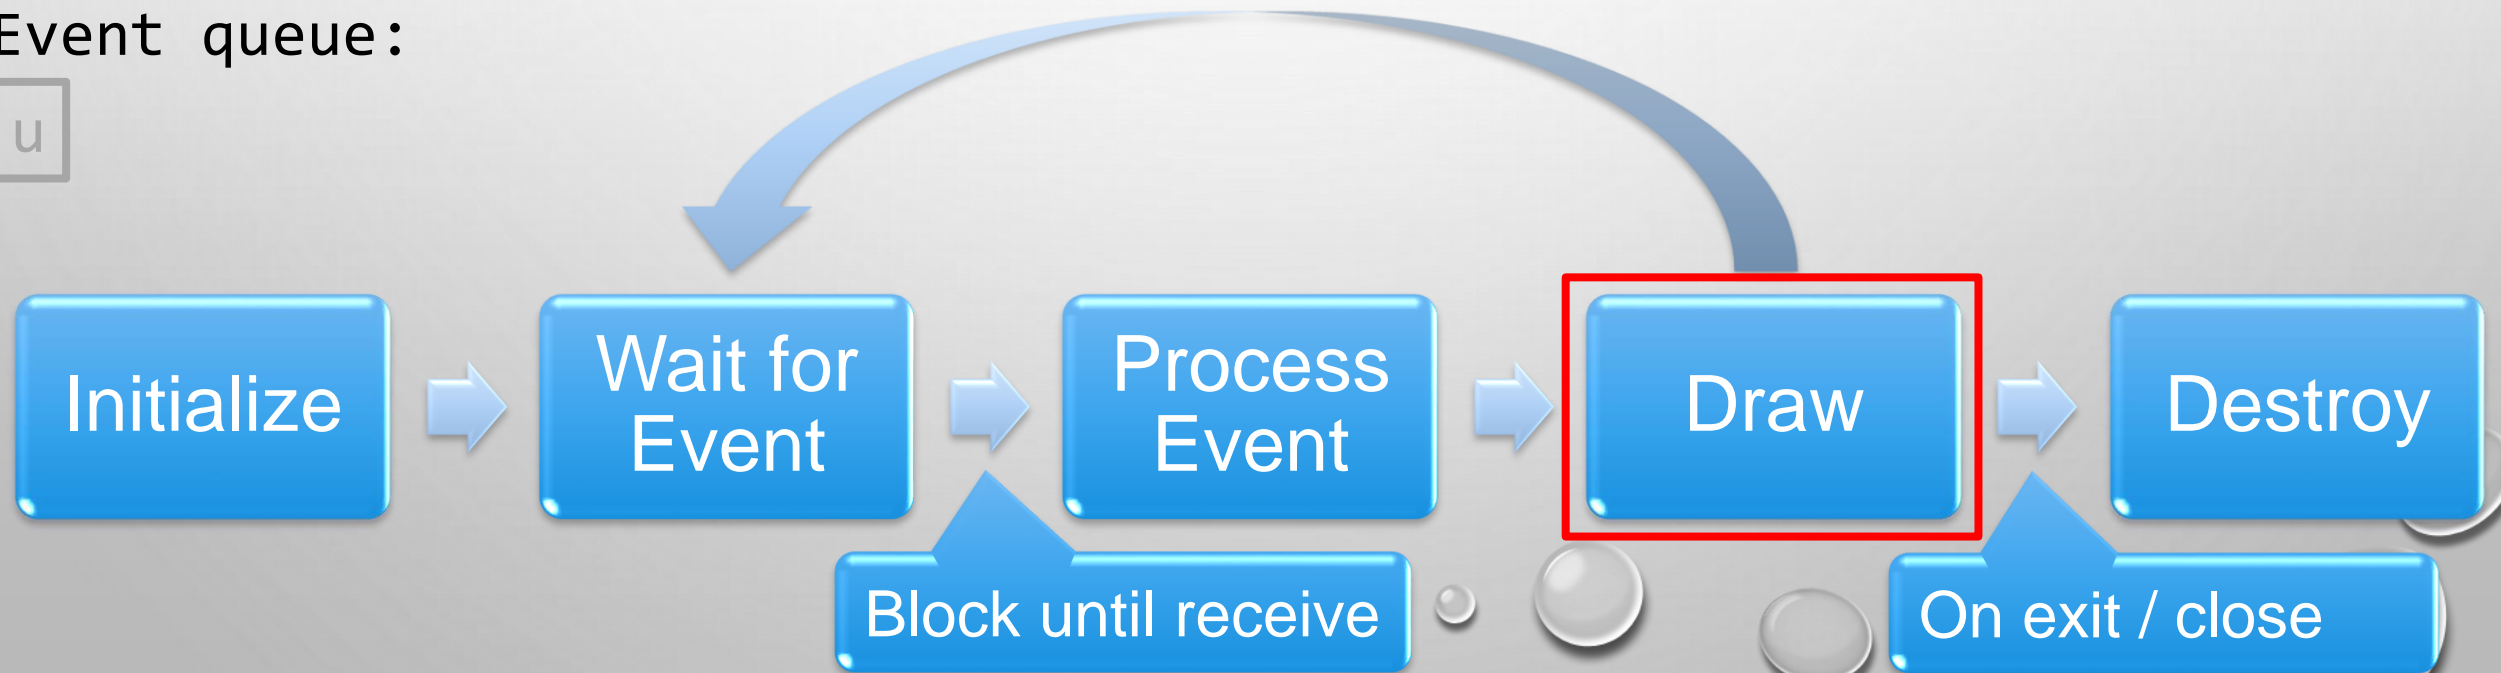 Event queue:
u
Initialize
Wait for
Event
Process
Event
Draw
Destroy
Block until receive
On exit / close